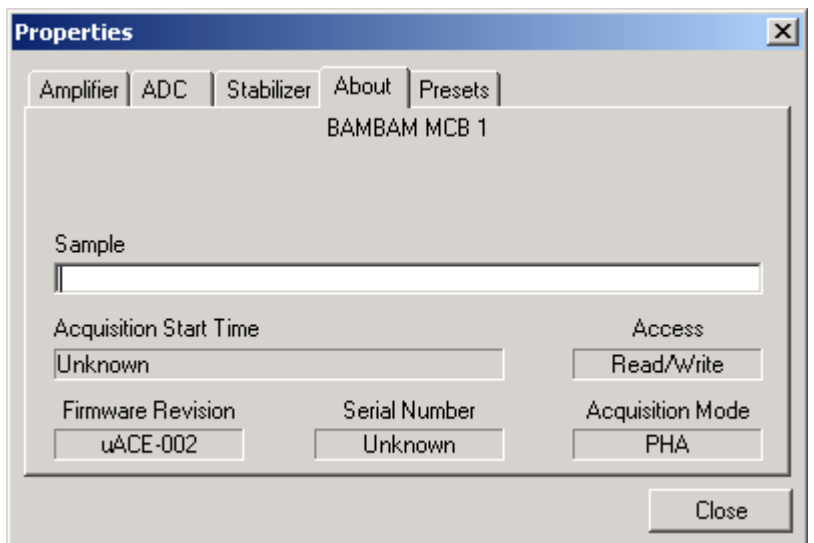 Properties
Amplifier ADC Stabilizer About Presets
BAMBAM MCB 1
Sample
Acquisition Start Time Access
Unknown Read/Write
Firmware Revision Serial Number Acquisition Mode
uACE-002 Unknown PHA
Close